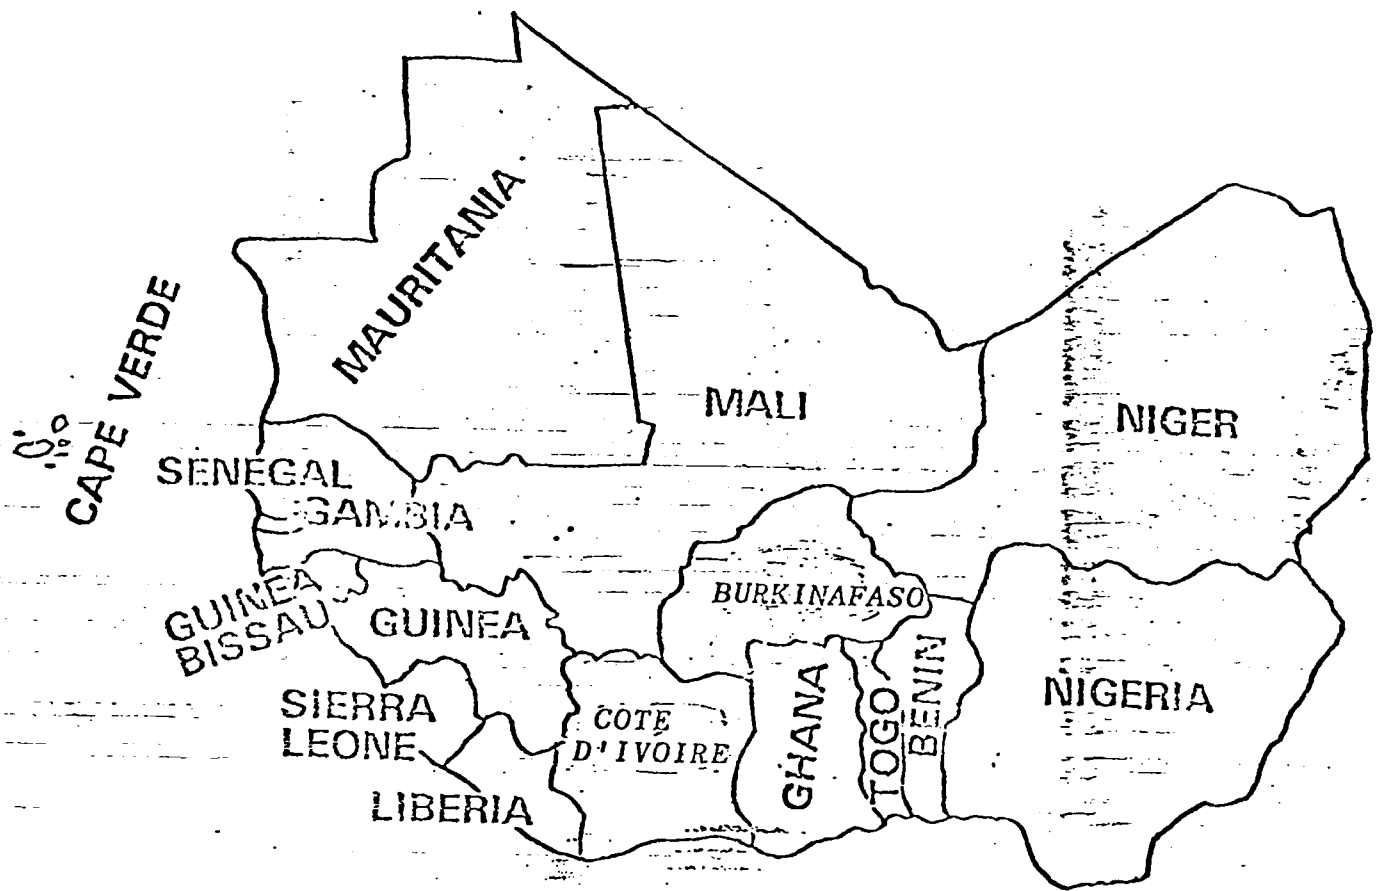 MAURITANIA
CAPE VERDE
MALI
NIGER
SENEGAL
GAMBIA
BURKINAFASO
GUINEA
BISSAU
GUINEA
SIERRA
LEONE
LIBERIA
COTE
D'IVOIRE
GHANA
TOGO
BENIN
NIGERIA